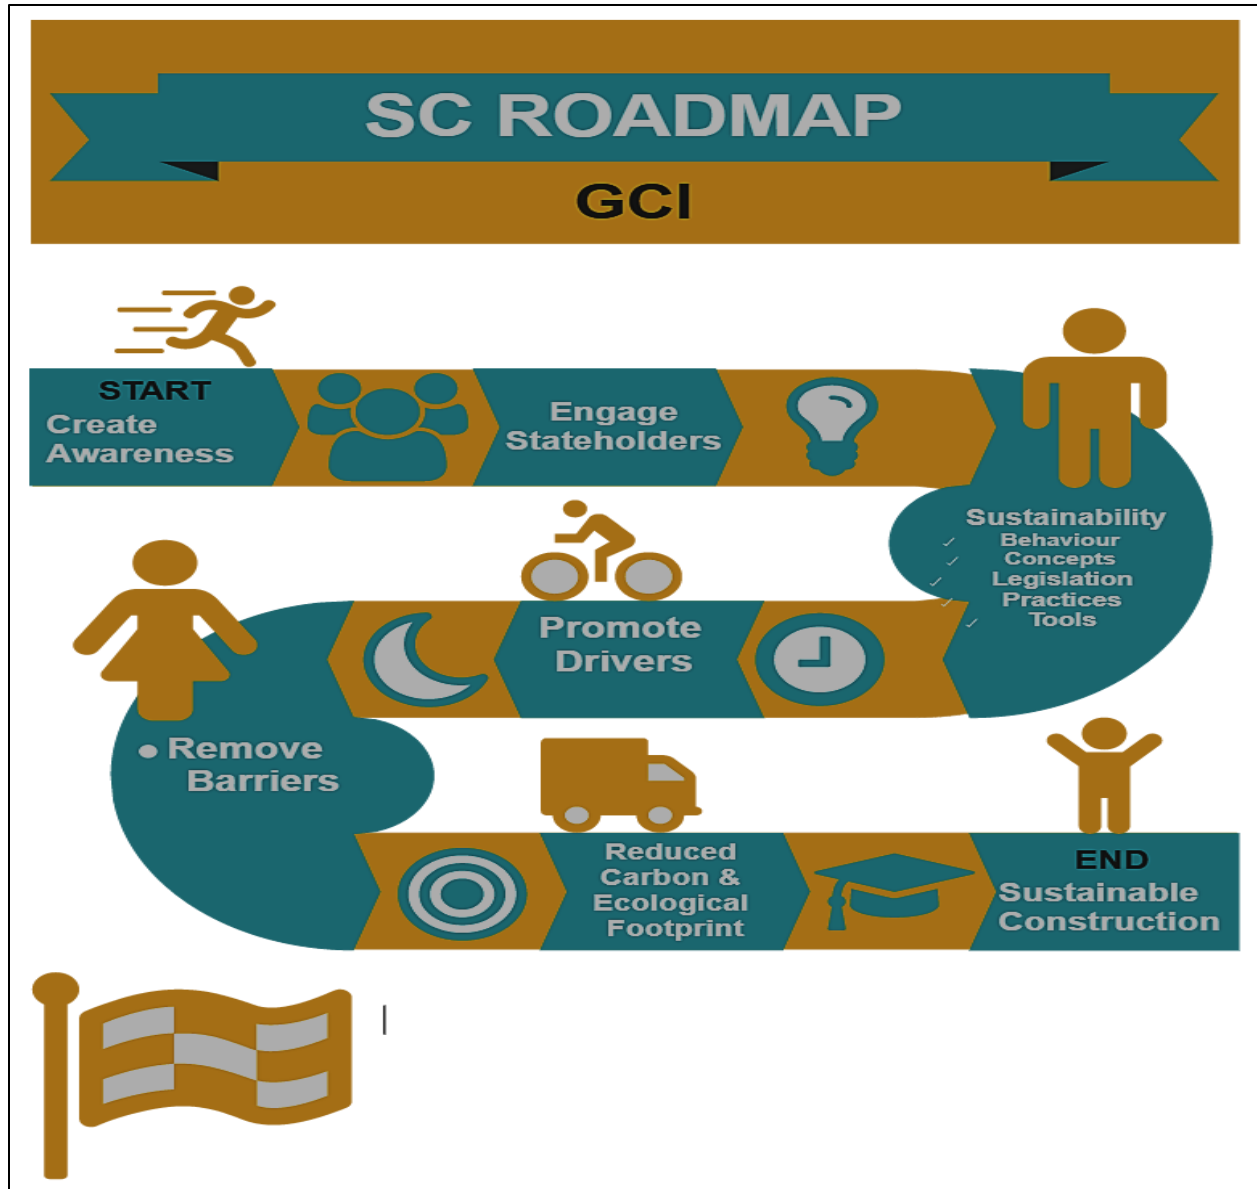 SC ROADMAP
GCI
START
Create
Awareness
Engage
Stateholders
Sustainability
✓ Behaviour
✓ Concepts
✓ Legislation
✓ Practices
✓ Tools
Promote
Drivers
• Remove
Barriers
Reduced
Carbon &
Ecological
Footprint
END
Sustainable
Construction